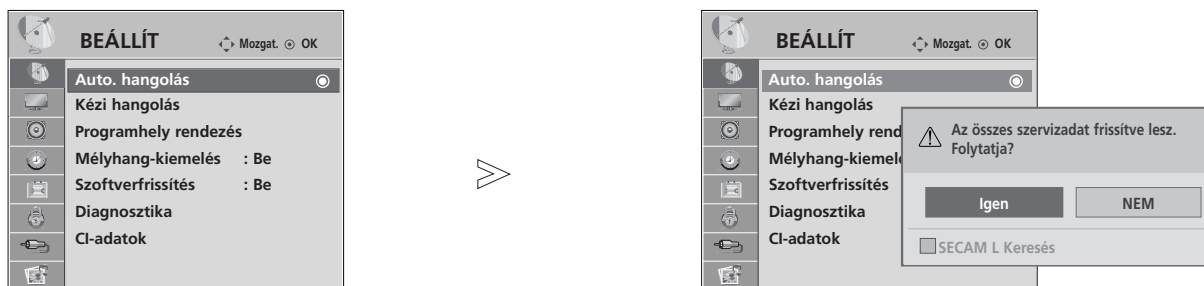 BEÁLLÍT Mozgat. OK
Auto. hangolás
Kézi hangolás
Programhely rendezés
Mélyhang-kiemelés : Be
Szoftverfrissítés : Be
Diagnosztika
CI-adatok
BEÁLLÍT Mozgat. OK
Auto. hangolás
Kézi hangolás
Programhely rend
Mélyhang-kiemel
Szoftverfrissítés
Diagnosztika
CI-adatok
Az összes szervizadat frissítve lesz.
Folytatja?
Igen NEM
SECAM L Keresés